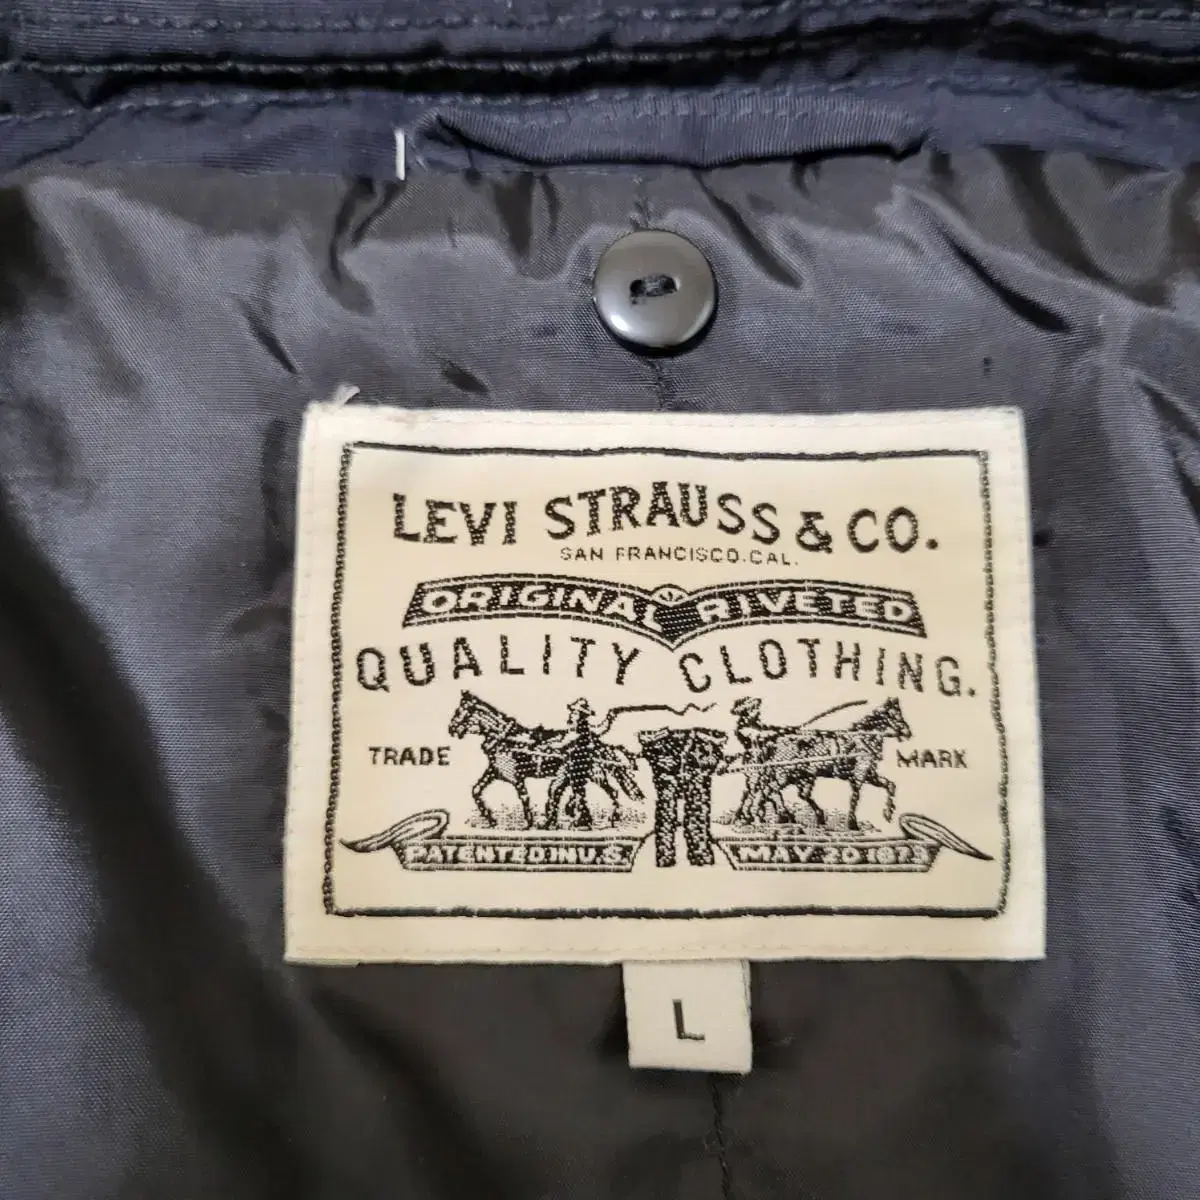 LEVI STRAUSS & CO.
SAN FRANCISCO.CAL.
ORIGINAL RIVETED
QUALITY CLOTHING.
TRADE MARK
PATENTED IN U.S. MAY 20 1873
L